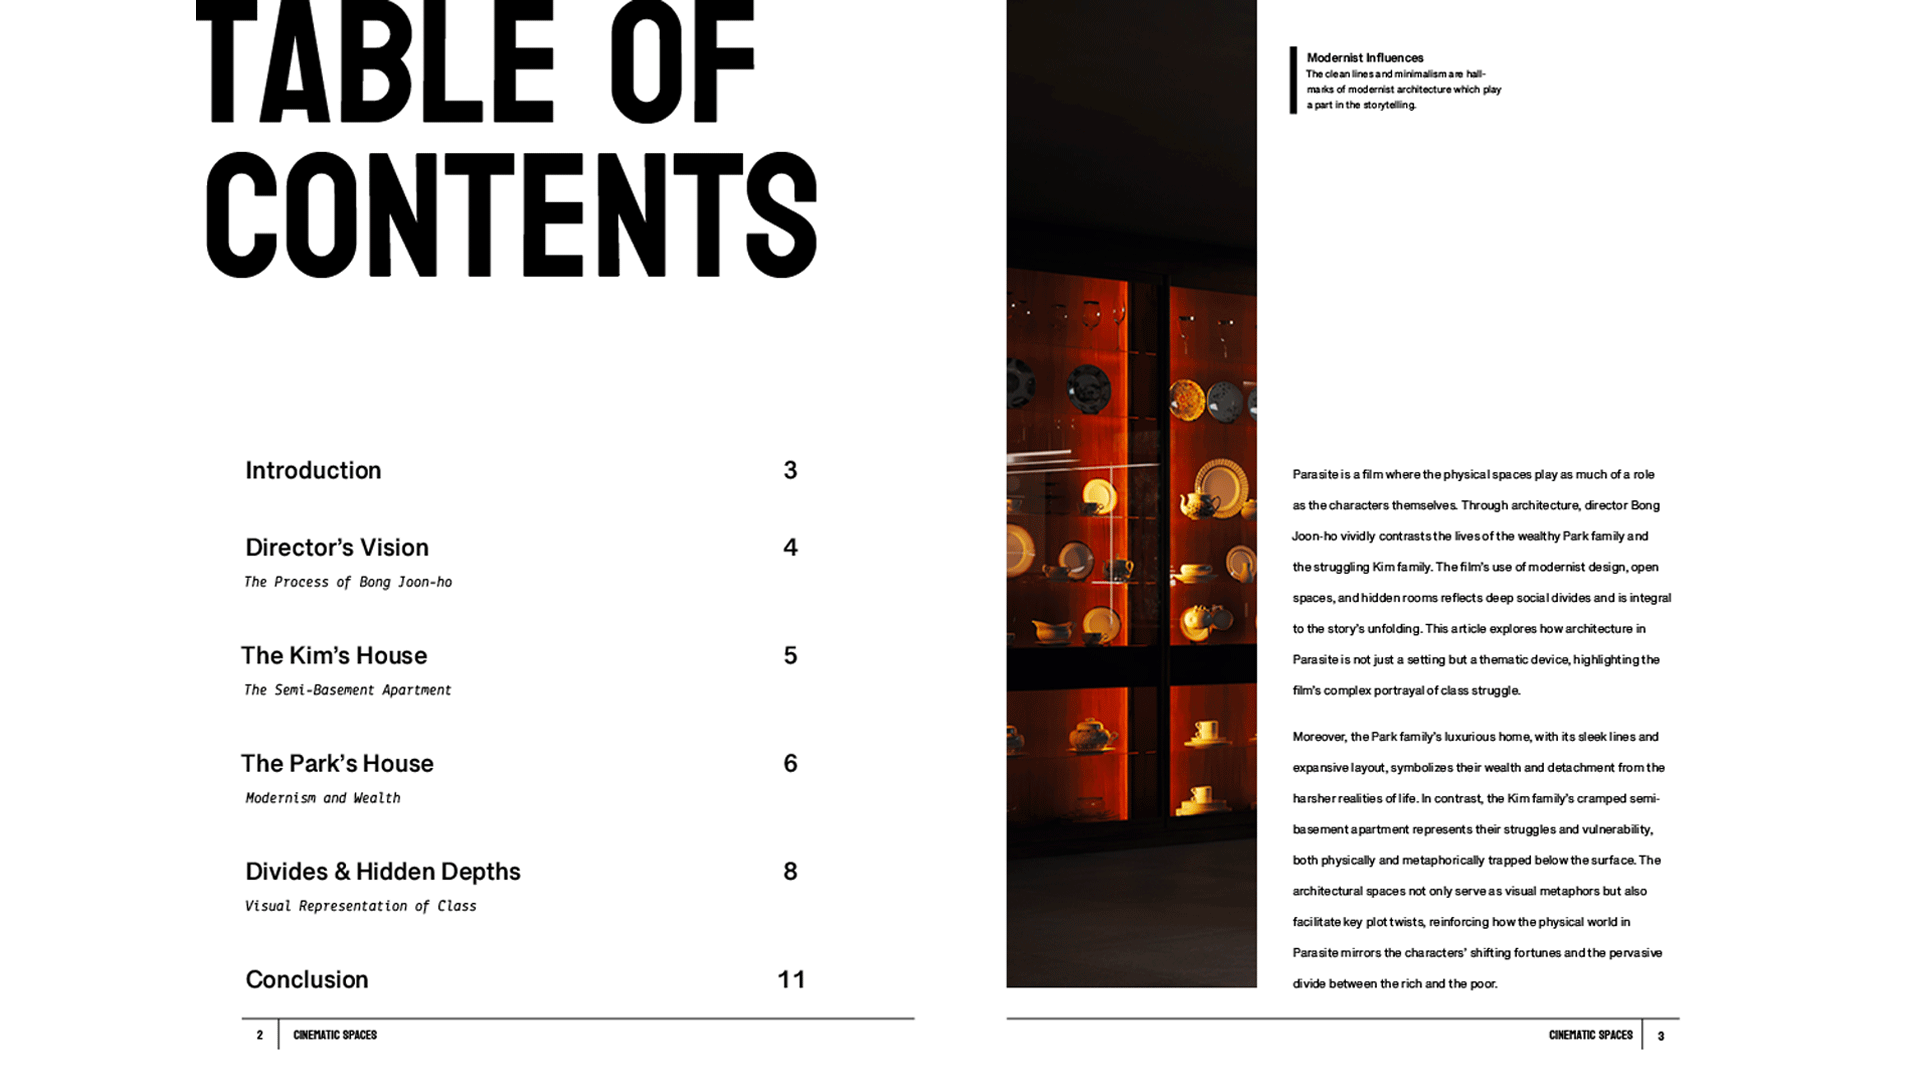 TABLE OF
CONTENTS
Introduction 3
Director’s Vision 4
The Process of Bong Joon-ho
The Kim’s House 5
The Semi-Basement Apartment
The Park’s House 6
Modernism and Wealth
Divides & Hidden Depths 8
Visual Representation of Class
Conclusion 11
2 CINEMATIC SPACES
Modernist Influences
The clean lines and minimalism are hall-
marks of modernist architecture which play
a part in the storytelling.
Parasite is a film where the physical spaces play as much of a role
as the characters themselves. Through architecture, director Bong
Joon-ho vividly contrasts the lives of the wealthy Park family and
the struggling Kim family. The film’s use of modernist design, open
spaces, and hidden rooms reflects deep social divides and is integral
to the story’s unfolding. This article explores how architecture in
Parasite is not just a setting but a thematic device, highlighting the
film’s complex portrayal of class struggle.
Moreover, the Park family’s luxurious home, with its sleek lines and
expansive layout, symbolizes their wealth and detachment from the
harsher realities of life. In contrast, the Kim family’s cramped semi-
basement apartment represents their struggles and vulnerability,
both physically and metaphorically trapped below the surface. The
architectural spaces not only serve as visual metaphors but also
facilitate key plot twists, reinforcing how the physical world in
Parasite mirrors the characters’ shifting fortunes and the pervasive
divide between the rich and the poor.
CINEMATIC SPACES 3